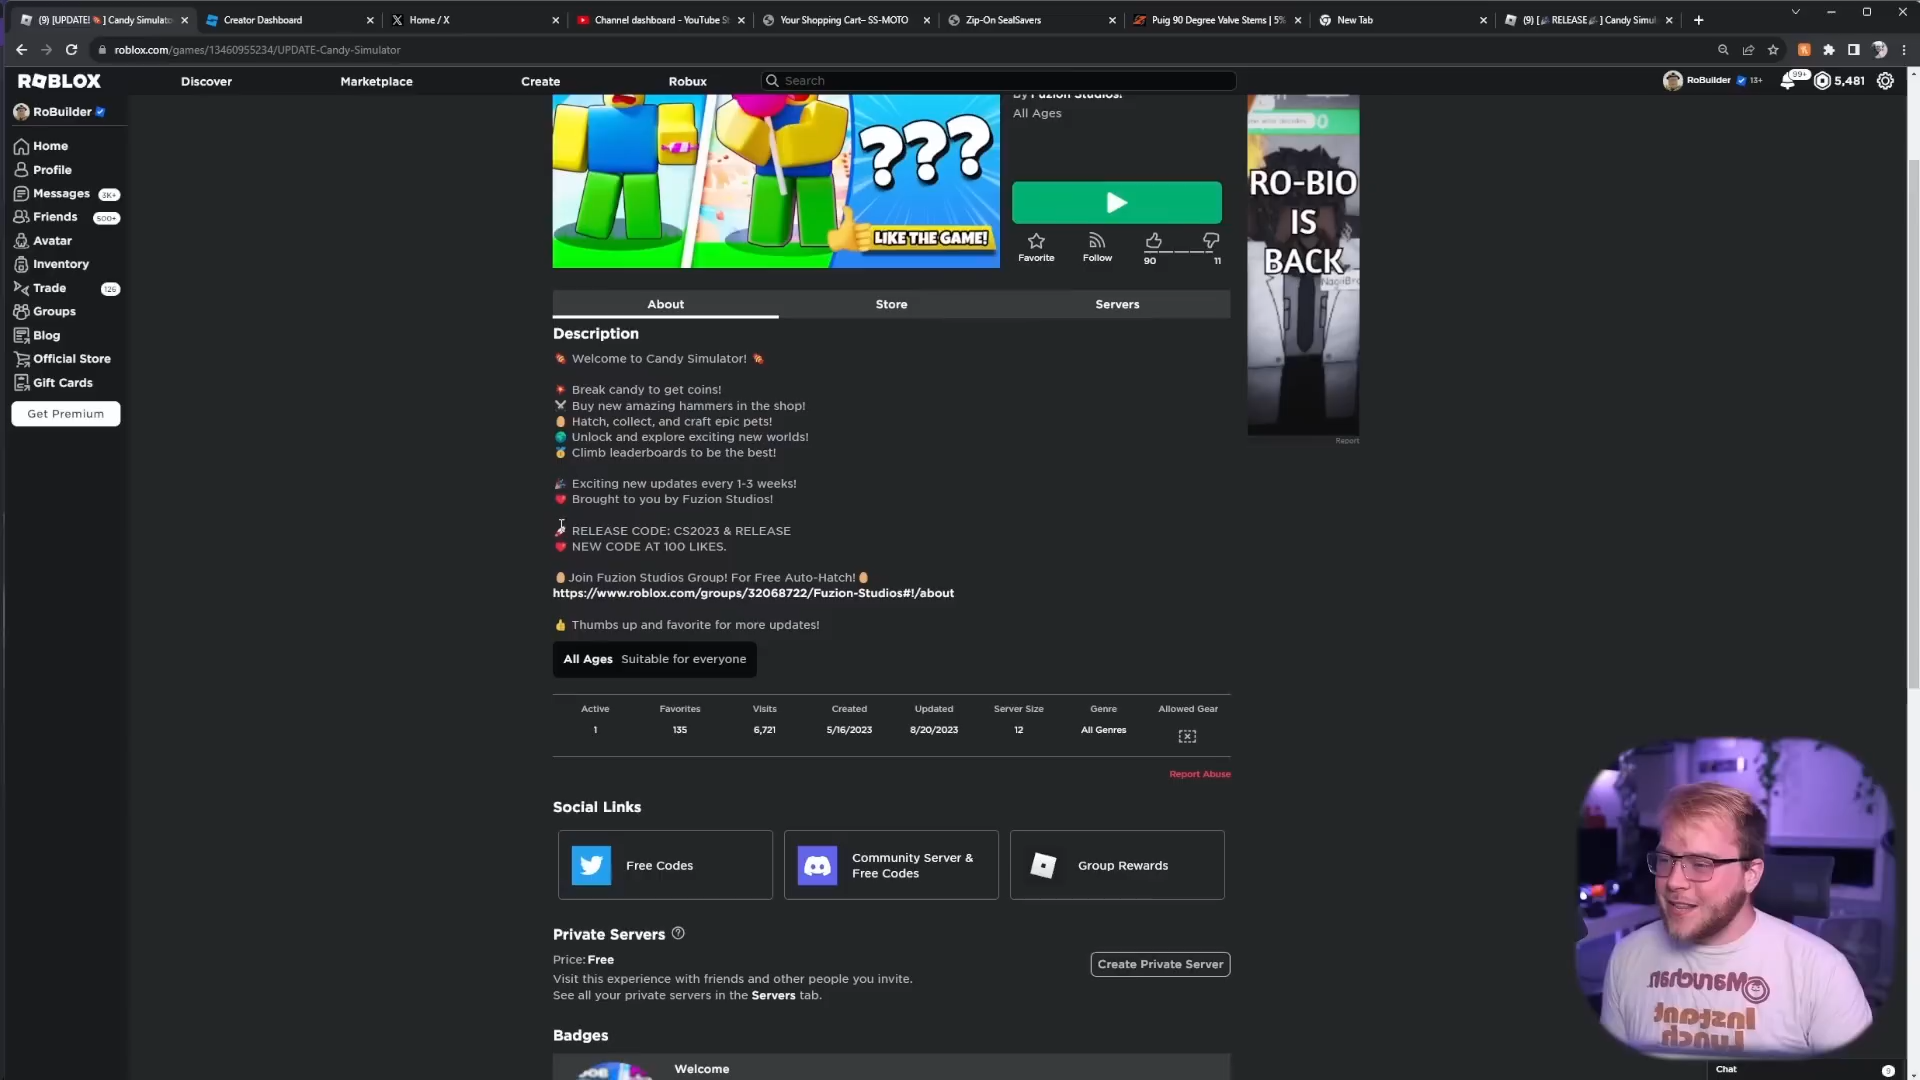 (9) [UPDATE! ] Candy Simulato
Creator Dashboard
Home / X
Channel dashboard - YouTube St
Your Shopping Cart– SS-MOTO
Zip-On SealSavers
Puig 90 Degree Valve Stems | 5%
New Tab
(9) [🎉RELEASE🎉] Candy Simul
roblox.com/games/13460955234/UPDATE-Candy-Simulator
ROBLOX
Discover
Marketplace
Create
Robux
Search
RoBuilder
13+
99+
5,481
RoBuilder
Home
Profile
Messages
3K+
Friends
500+
Avatar
Inventory
Trade
126
Groups
Blog
Official Store
Gift Cards
Get Premium
???
LIKE THE GAME!
By Fuzion Studios!
All Ages
Favorite
Follow
90
11
RO-BIO
IS
BACK
Report
About
Store
Servers
Description
🍬 Welcome to Candy Simulator! 🍬
💥 Break candy to get coins!
⚔️ Buy new amazing hammers in the shop!
🥚 Hatch, collect, and craft epic pets!
🌍 Unlock and explore exciting new worlds!
🏅 Climb leaderboards to be the best!
🎉 Exciting new updates every 1-3 weeks!
❤️ Brought to you by Fuzion Studios!
🚀 RELEASE CODE: CS2023 & RELEASE
❤️ NEW CODE AT 100 LIKES.
🥚Join Fuzion Studios Group! For Free Auto-Hatch!🥚
https://www.roblox.com/groups/32068722/Fuzion-Studios#!/about
👍 Thumbs up and favorite for more updates!
All Ages Suitable for everyone
Active
Favorites
Visits
Created
Updated
Server Size
Genre
Allowed Gear
1
135
6,721
5/16/2023
8/20/2023
12
All Genres
Report Abuse
Social Links
Free Codes
Community Server &
Free Codes
Group Rewards
Private Servers
Price: Free
Visit this experience with friends and other people you invite.
See all your private servers in the Servers tab.
Create Private Server
Badges
Welcome
Maruchan
Instant
Lunch
Chat